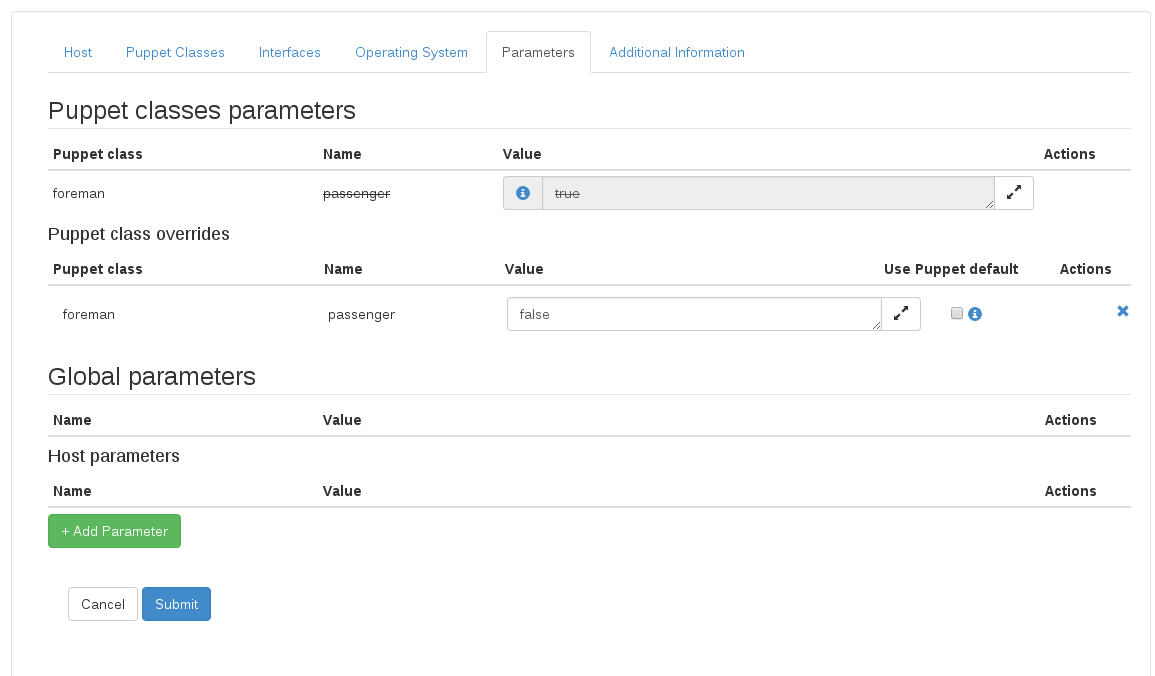 Host Puppet Classes Interfaces Operating System Parameters Additional Information
Puppet classes parameters
Puppet class Name Value Actions
foreman passenger true
Puppet class overrides
Puppet class Name Value Use Puppet default Actions
foreman passenger false
Global parameters
Name Value Actions
Host parameters
Name Value Actions
+ Add Parameter
Cancel Submit